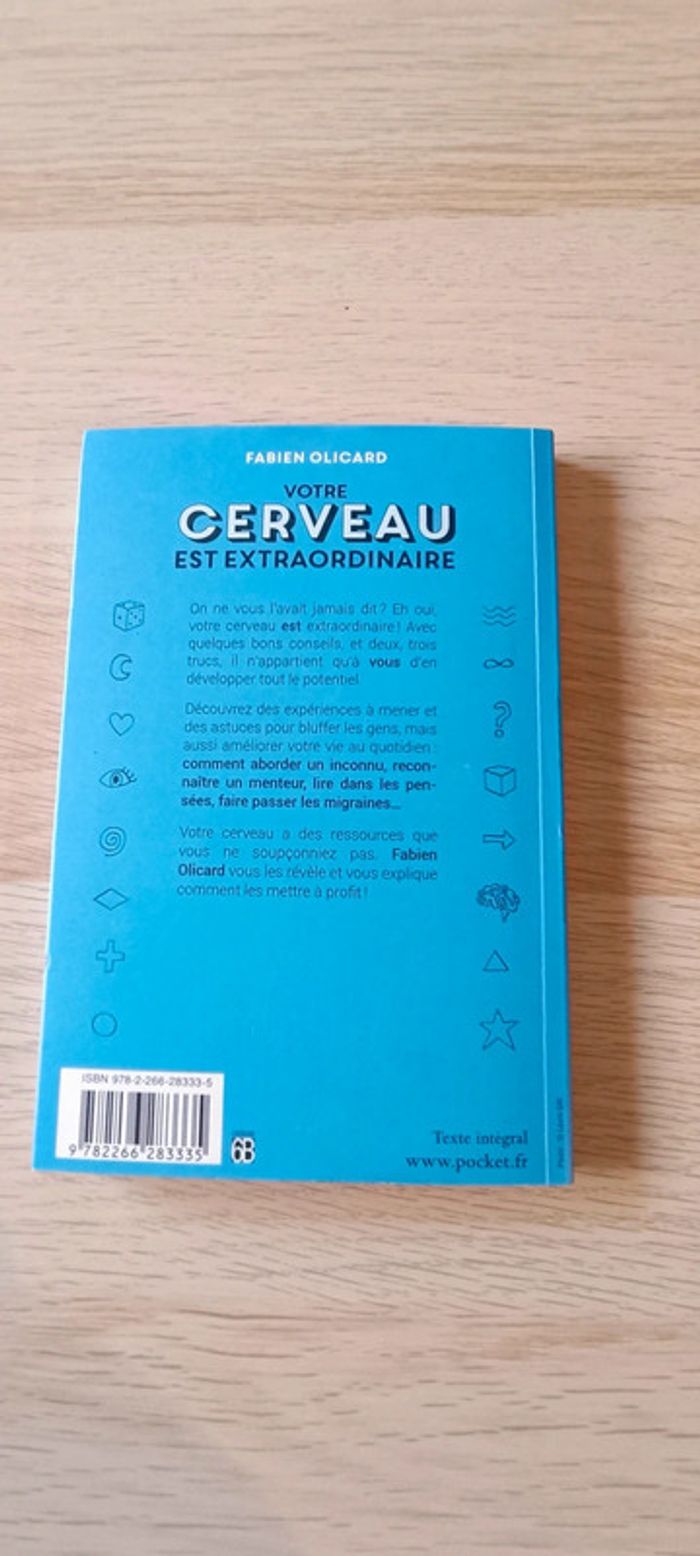 FABIEN OLICARD
VOTRE
CERVEAU
EST EXTRAORDINAIRE
On ne vous l'avait jamais dit ? Eh oui,
votre cerveau est extraordinaire ! Avec
quelques bons conseils, et deux, trois
trucs, il n'appartient qu'à vous d'en
développer tout le potentiel.
Découvrez des expériences à mener et
des astuces pour bluffer les gens, mais
aussi améliorer votre vie au quotidien :
comment aborder un inconnu, recon-
naître un menteur, lire dans les pen-
sées, faire passer les migraines...
Votre cerveau a des ressources que
vous ne soupçonniez pas. Fabien
Olicard vous les révèle et vous explique
comment les mettre à profit !
ISBN 978-2-266-28333-5
9 782266 283335
6B
Texte intégral
www.pocket.fr